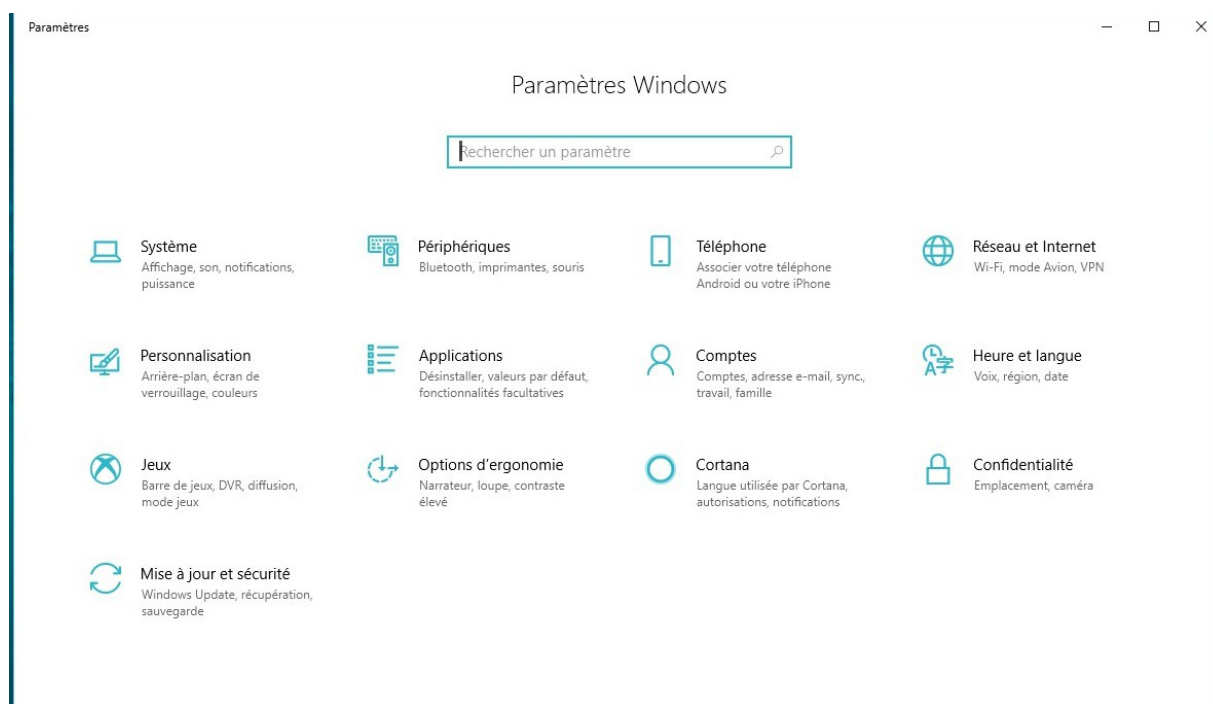 Paramètres
Paramètres Windows
Rechercher un paramètre
Système
Affichage, son, notifications,
puissance
Périphériques
Bluetooth, imprimantes, souris
Téléphone
Associer votre téléphone
Android ou votre iPhone
Réseau et Internet
Wi-Fi, mode Avion, VPN
Personnalisation
Arrière-plan, écran de
verrouillage, couleurs
Applications
Désinstaller, valeurs par défaut,
fonctionnalités facultatives
Comptes
Comptes, adresse e-mail, sync.,
travail, famille
Heure et langue
Voix, région, date
Jeux
Barre de jeux, DVR, diffusion,
mode jeux
Options d'ergonomie
Narrateur, loupe, contraste
élevé
Cortana
Langue utilisée par Cortana,
autorisations, notifications
Confidentialité
Emplacement, caméra
Mise à jour et sécurité
Windows Update, récupération,
sauvegarde